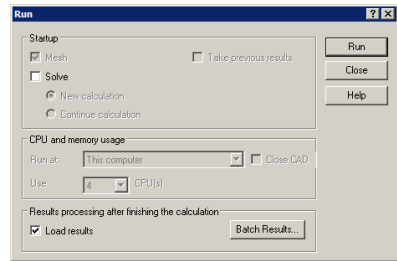 Run
Startup
Mesh
Take previous results
Solve
New calculation
Continue calculation
CPU and memory usage
Run at: This computer
Close CAD
Use 4 CPU(s)
Results processing after finishing the calculation
Load results
Batch Results...
Run
Close
Help